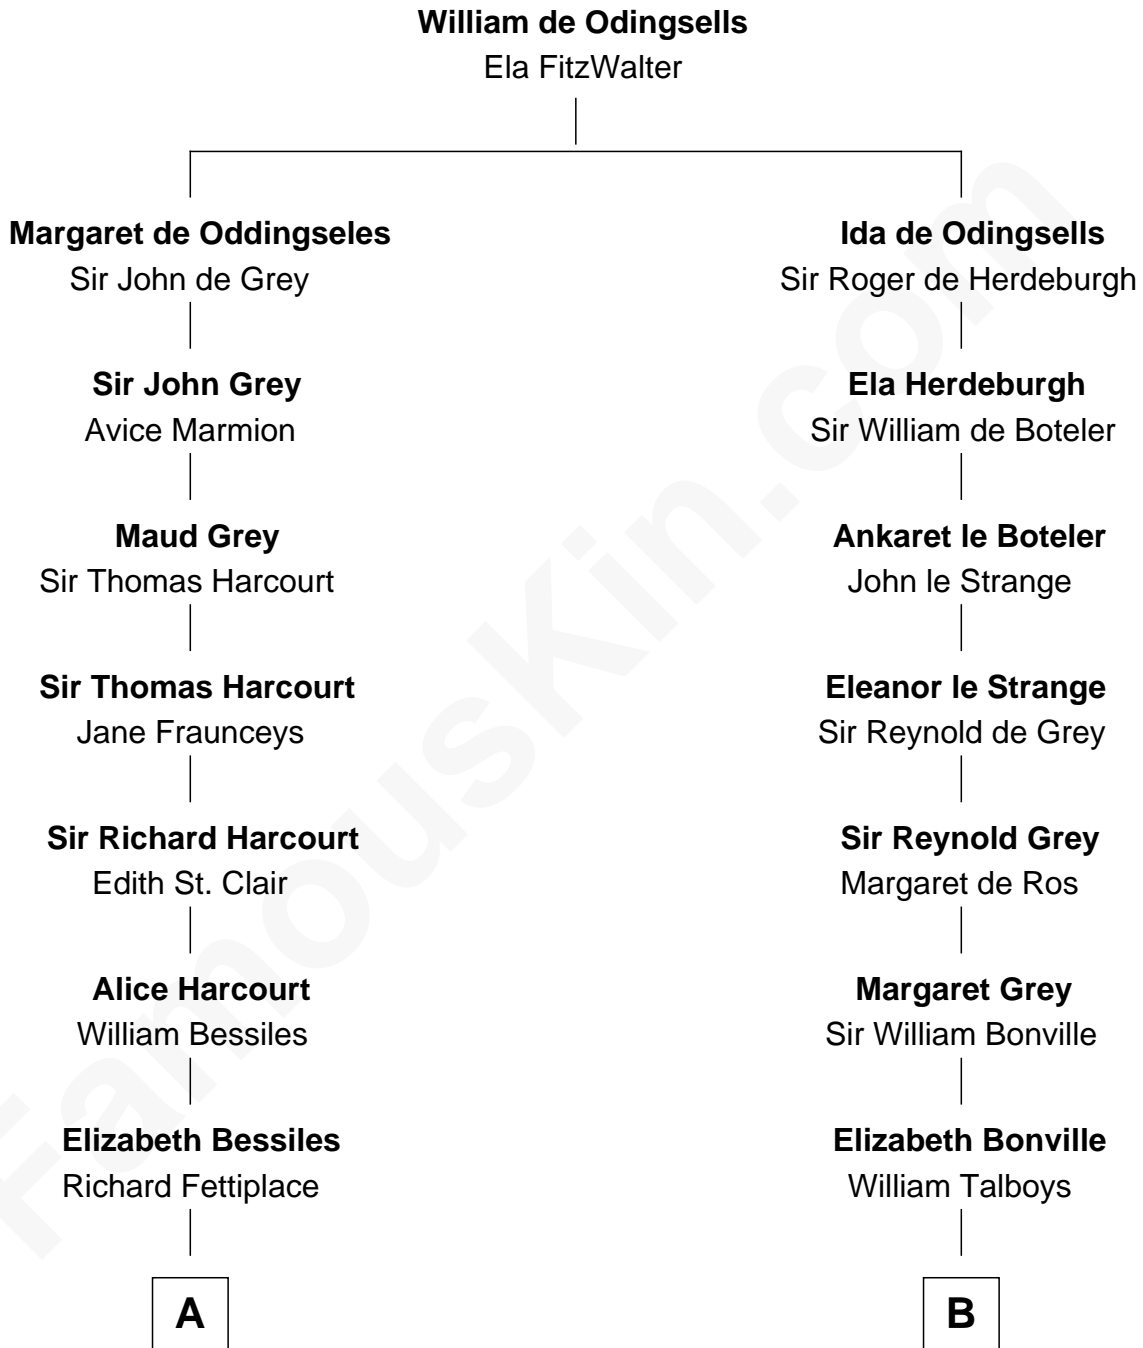 William de Odingsells
Ela FitzWalter
Margaret de Oddingseles
Sir John de Grey
Sir John Grey
Avice Marmion
Maud Grey
Sir Thomas Harcourt
Sir Thomas Harcourt
Jane Fraunceys
Sir Richard Harcourt
Edith St. Clair
Alice Harcourt
William Bessiles
Elizabeth Bessiles
Richard Fettiplace
A
Ida de Odingsells
Sir Roger de Herdeburgh
Ela Herdeburgh
Sir William de Boteler
Ankaret le Boteler
John le Strange
Eleanor le Strange
Sir Reynold de Grey
Sir Reynold Grey
Margaret de Ros
Margaret Grey
Sir William Bonville
Elizabeth Bonville
William Talboys
B
FamousKin.com